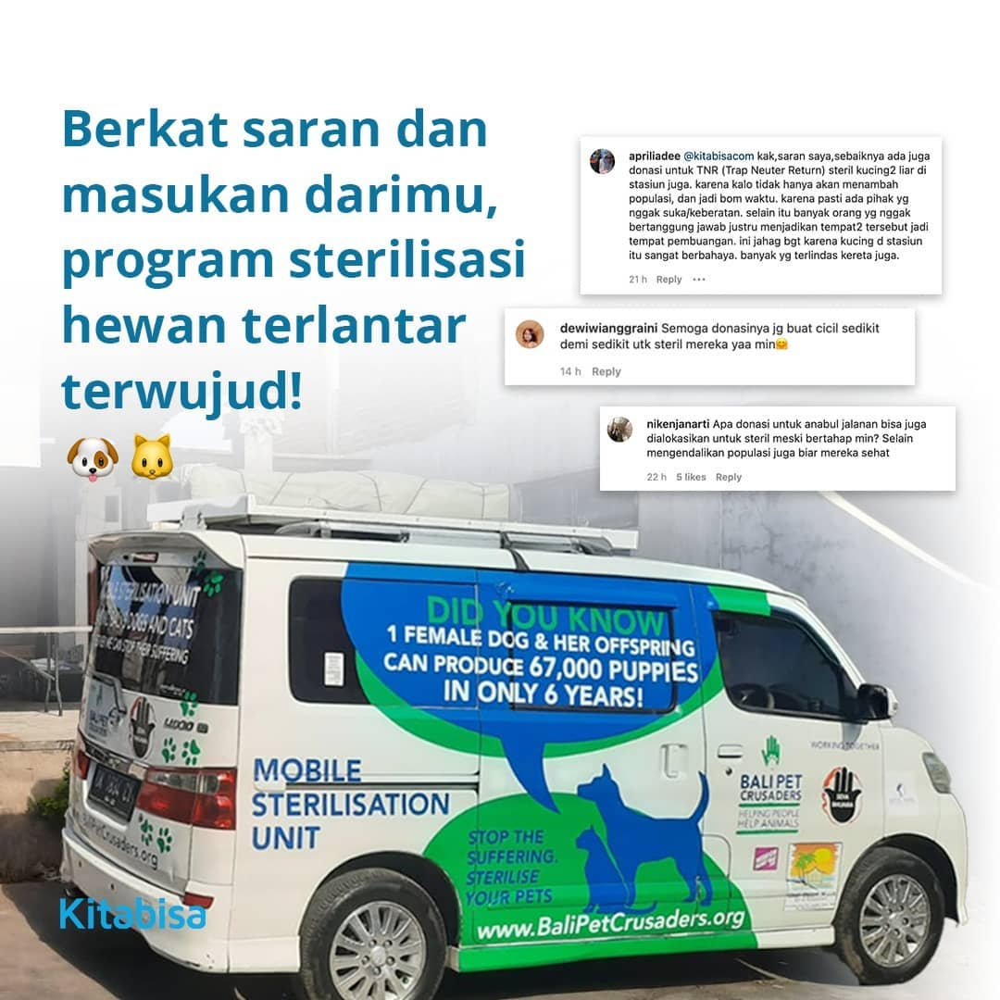 Berkat saran dan
masukan darimu,
program sterilisasi
hewan terlantar
terwujud!
apriliadee @kitabisacom kak,saran saya,sebaiknya ada juga
donasi untuk TNR (Trap Neuter Return) steril kucing2 liar di
stasiun juga. karena kalo tidak hanya akan menambah
populasi, dan jadi bom waktu. karena pasti ada pihak yg
nggak suka/keberatan. selain itu banyak orang yg nggak
bertanggung jawab justru menjadikan tempat2 tersebut jadi
tempat pembuangan. ini jahag bgt karena kucing d stasiun
itu sangat berbahaya. banyak yg terlindas kereta juga.
21 h Reply ...
dewiwianggraini Semoga donasinya jg buat cicil sedikit
demi sedikit utk steril mereka yaa min🤗
14 h Reply
nikenjanarti Apa donasi untuk anabul jalanan bisa juga
dialokasikan untuk steril meski bertahap min? Selain
mengendalikan populasi juga biar mereka sehat
22 h 5 likes Reply
STERILISATION UNIT
DOGS AND CATS
WE CAN STOP THEIR SUFFERING
BALI PET
CRUSADERS
BaliPetCrusaders.org
DID YOU KNOW
1 FEMALE DOG & HER OFFSPRING
CAN PRODUCE 67,000 PUPPIES
IN ONLY 6 YEARS!
MOBILE
STERILISATION
UNIT
STOP THE
SUFFERING.
STERILISE
YOUR PETS
www.BaliPetCrusaders.org
WORKING TOGETHER
BALI PET
CRUSADERS
HELPING PEOPLE
HELP ANIMALS
Kitabisa